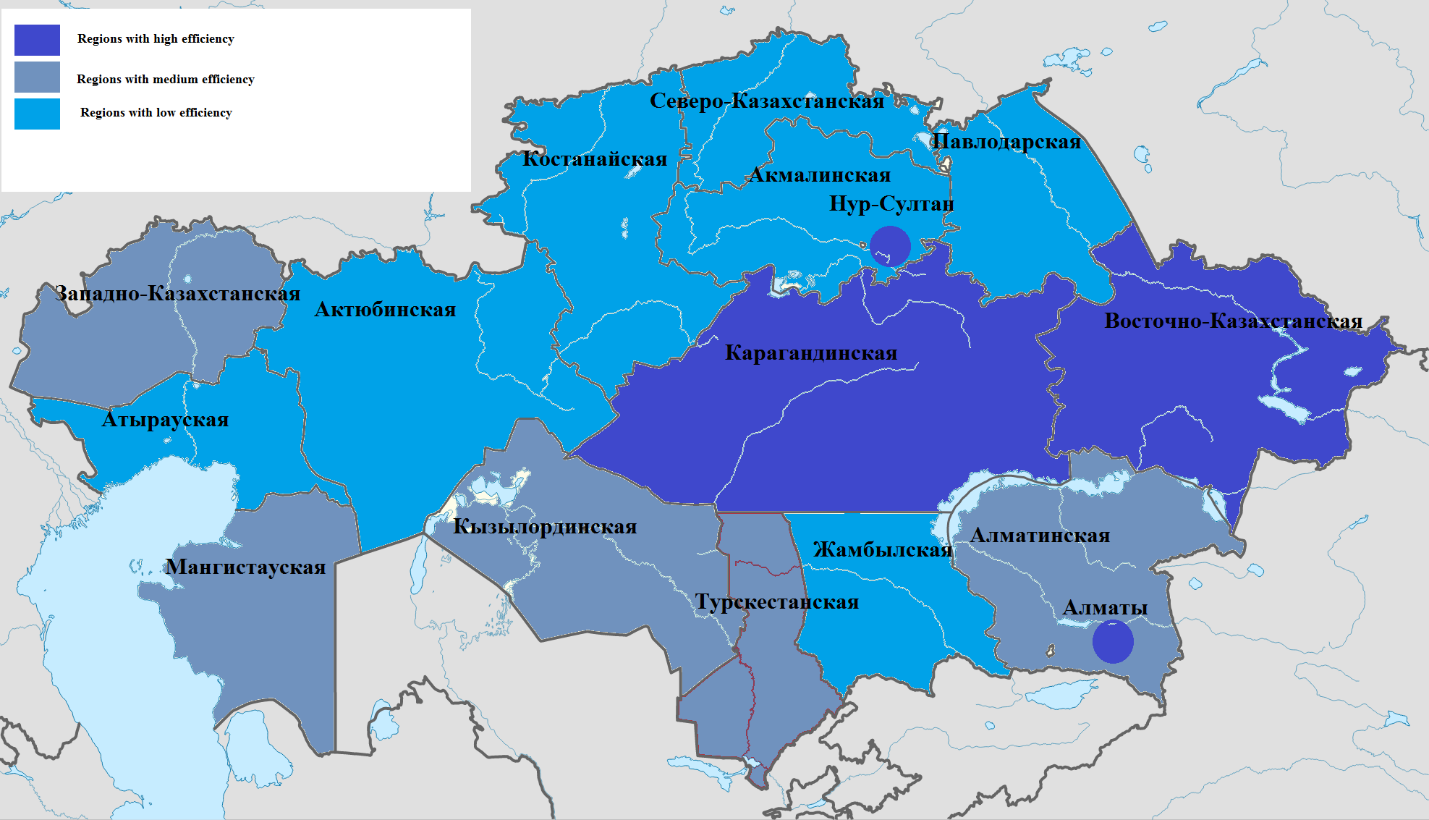 Regions with high efficiency
Regions with medium efficiency
Regions with low efficiency
Северо-Казахстанская
Павлодарская
Костанайская
Акмалинская
Нур-Султан
Западно-Казахстанская
Актюбинская
Восточно-Казахстанская
Карагандинская
Атырауская
Кызылординская
Алматинская
Жамбылская
Мангистауская
Турскестанская
Алматы